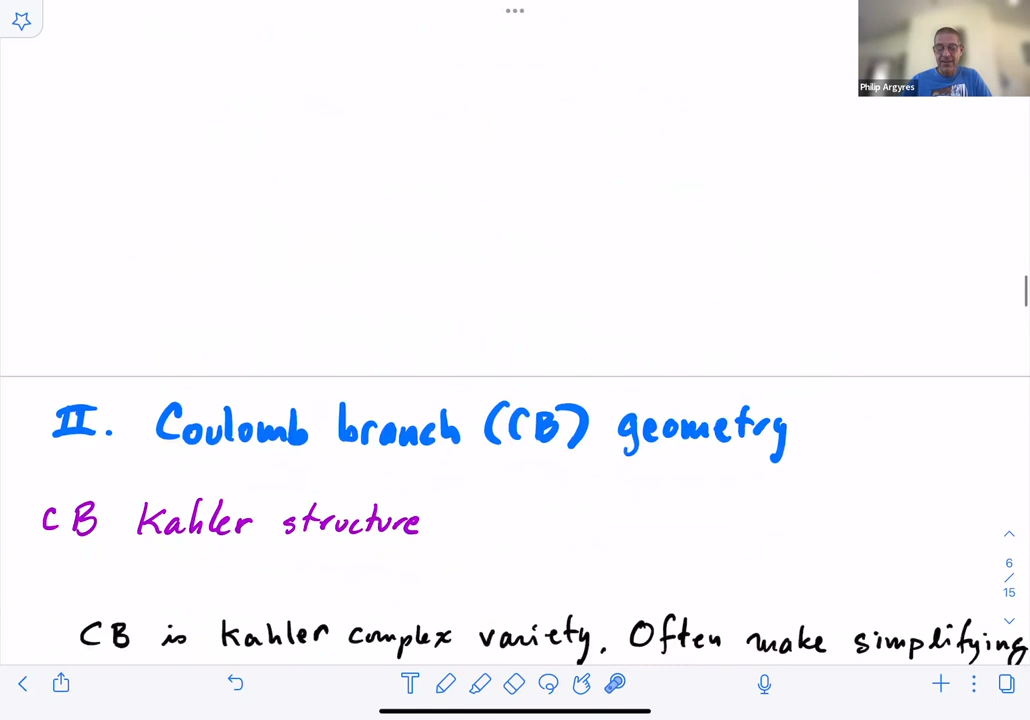 Philip Argyres
II. Coulomb branch (CB) geometry
CB Kahler structure
CB is Kahler complex variety. Often make simplifying
6
/
15
T